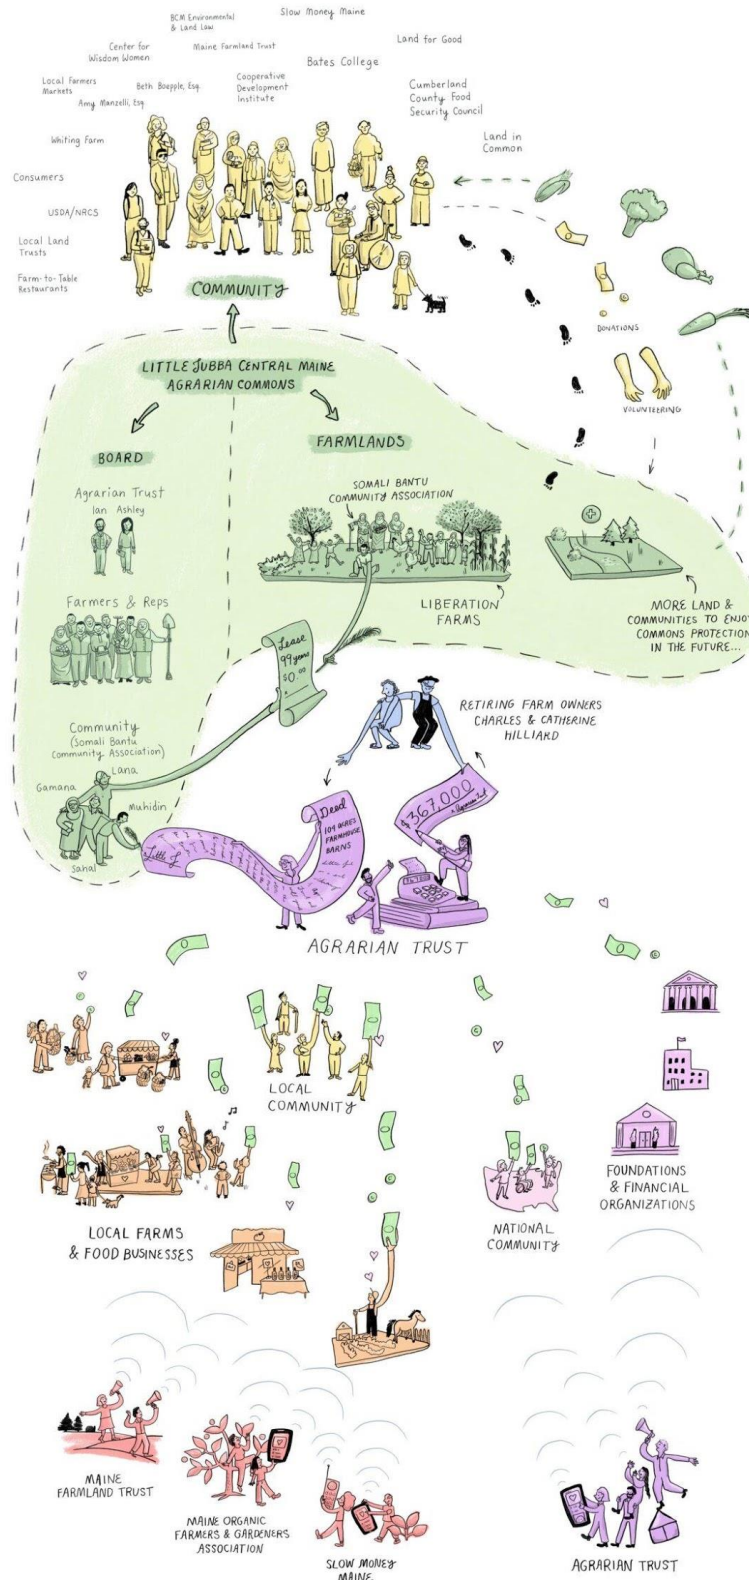 Slow Money Maine
BCM Environmental
& Land Law
Land for Good
Center for
Wisdom Women
Maine Farmland Trust
Bates College
Local Farmers
Markets
Beth Boepple, Esq.
Cooperative
Development
Institute
Cumberland
County Food
Security Council
Amy Manzelli, Esq.
Whiting Farm
Land in
Common
Consumers
USDA/NRCS
Local Land
Trusts
Farm-to-Table
Restaurants
COMMUNITY
DONATIONS
VOLUNTEERING
LITTLE JUBBA CENTRAL MAINE
AGRARIAN COMMONS
BOARD
FARMLANDS
Agrarian Trust
Ian Ashley
SOMALI BANTU
COMMUNITY ASSOCIATION
Farmers & Reps
LIBERATION
FARMS
MORE LAND &
COMMUNITIES TO ENJOY
COMMONS PROTECTION
IN THE FUTURE...
Lease
99 years
$0.00
Community
(Somali Bantu
Community Association)
Lana
Gamana
Muhidin
Sahal
RETIRING FARM OWNERS
CHARLES & CATHERINE
HILLIARD
Little J
Deed
104 ACRES
FARMHOUSE
BARNS
$367,000
Agrarian Trust
AGRARIAN TRUST
LOCAL
COMMUNITY
LOCAL FARMS
& FOOD BUSINESSES
NATIONAL
COMMUNITY
FOUNDATIONS
& FINANCIAL
ORGANIZATIONS
MAINE
FARMLAND TRUST
MAINE ORGANIC
FARMERS & GARDENERS
ASSOCIATION
SLOW MONEY
MAINE
AGRARIAN TRUST